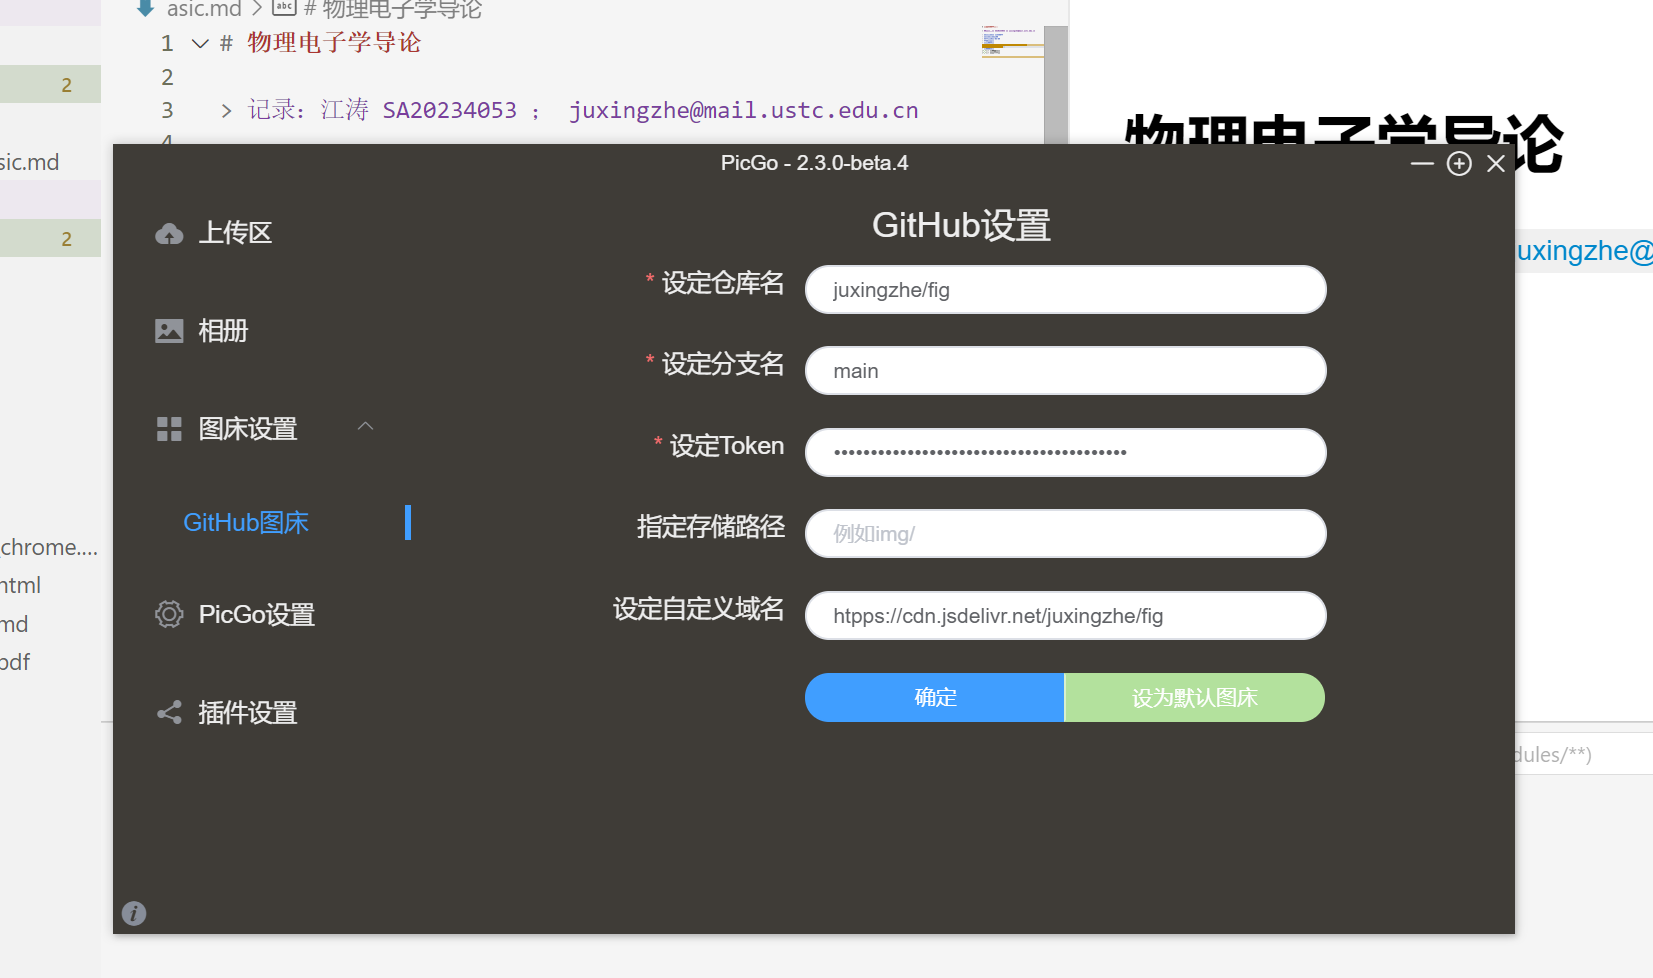 asic.md > # 物理电子学导论
1 # 物理电子学导论
2
2
3 > 记录：江涛 SA20234053 ； juxingzhe@mail.ustc.edu.cn
4
物理电子学导论
sic.md
PicGo - 2.3.0-beta.4
上传区
GitHub设置
2
uxingzhe@
* 设定仓库名
juxingzhe/fig
相册
* 设定分支名
main
图床设置
* 设定Token
••••••••••••••••••••••••••••••••••••••••
GitHub图床
指定存储路径
例如img/
chrome....
html
PicGo设置
设定自定义域名
htpps://cdn.jsdelivr.net/juxingzhe/fig
md
pdf
确定
设为默认图床
插件设置
dules/**)